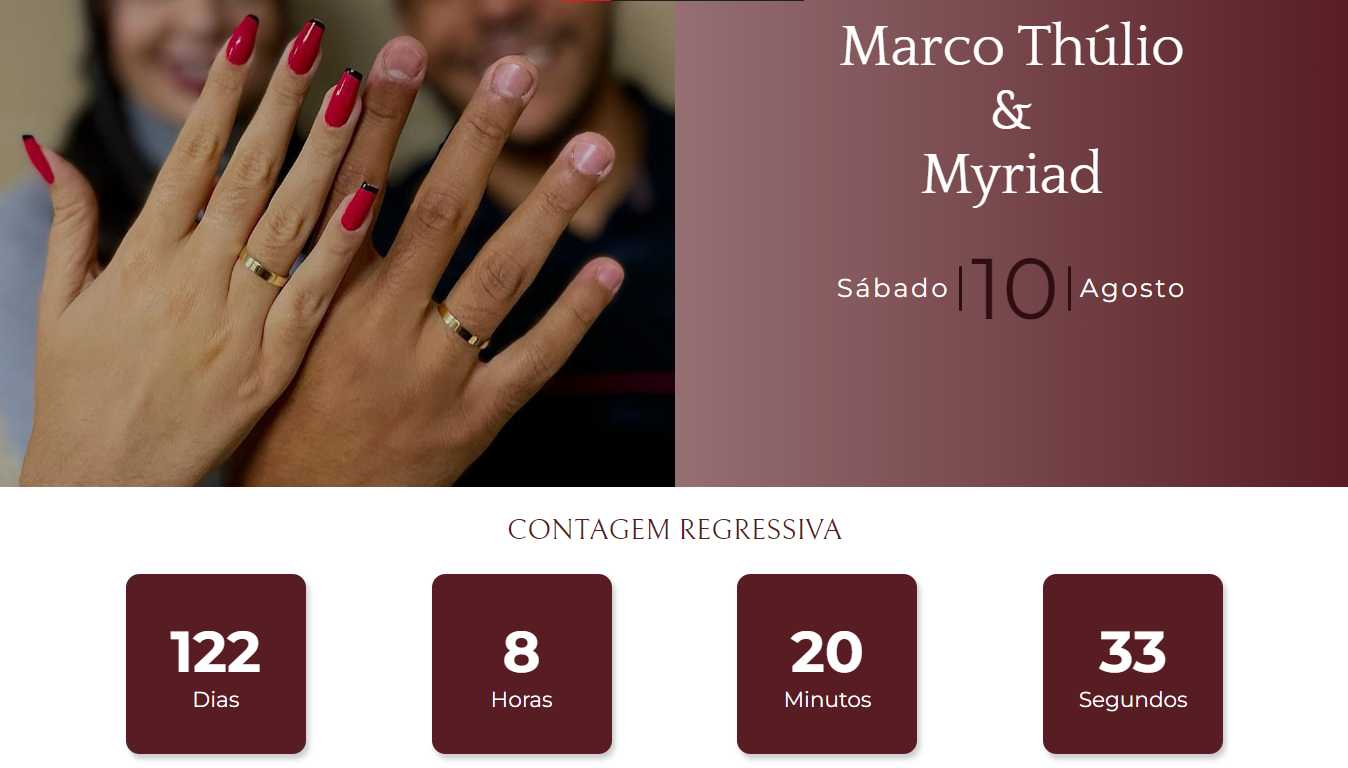 Marco Thúlio
&
Myriad
Sábado | 10 | Agosto
CONTAGEM REGRESSIVA
122 8 20 33
Dias Horas Minutos Segundos